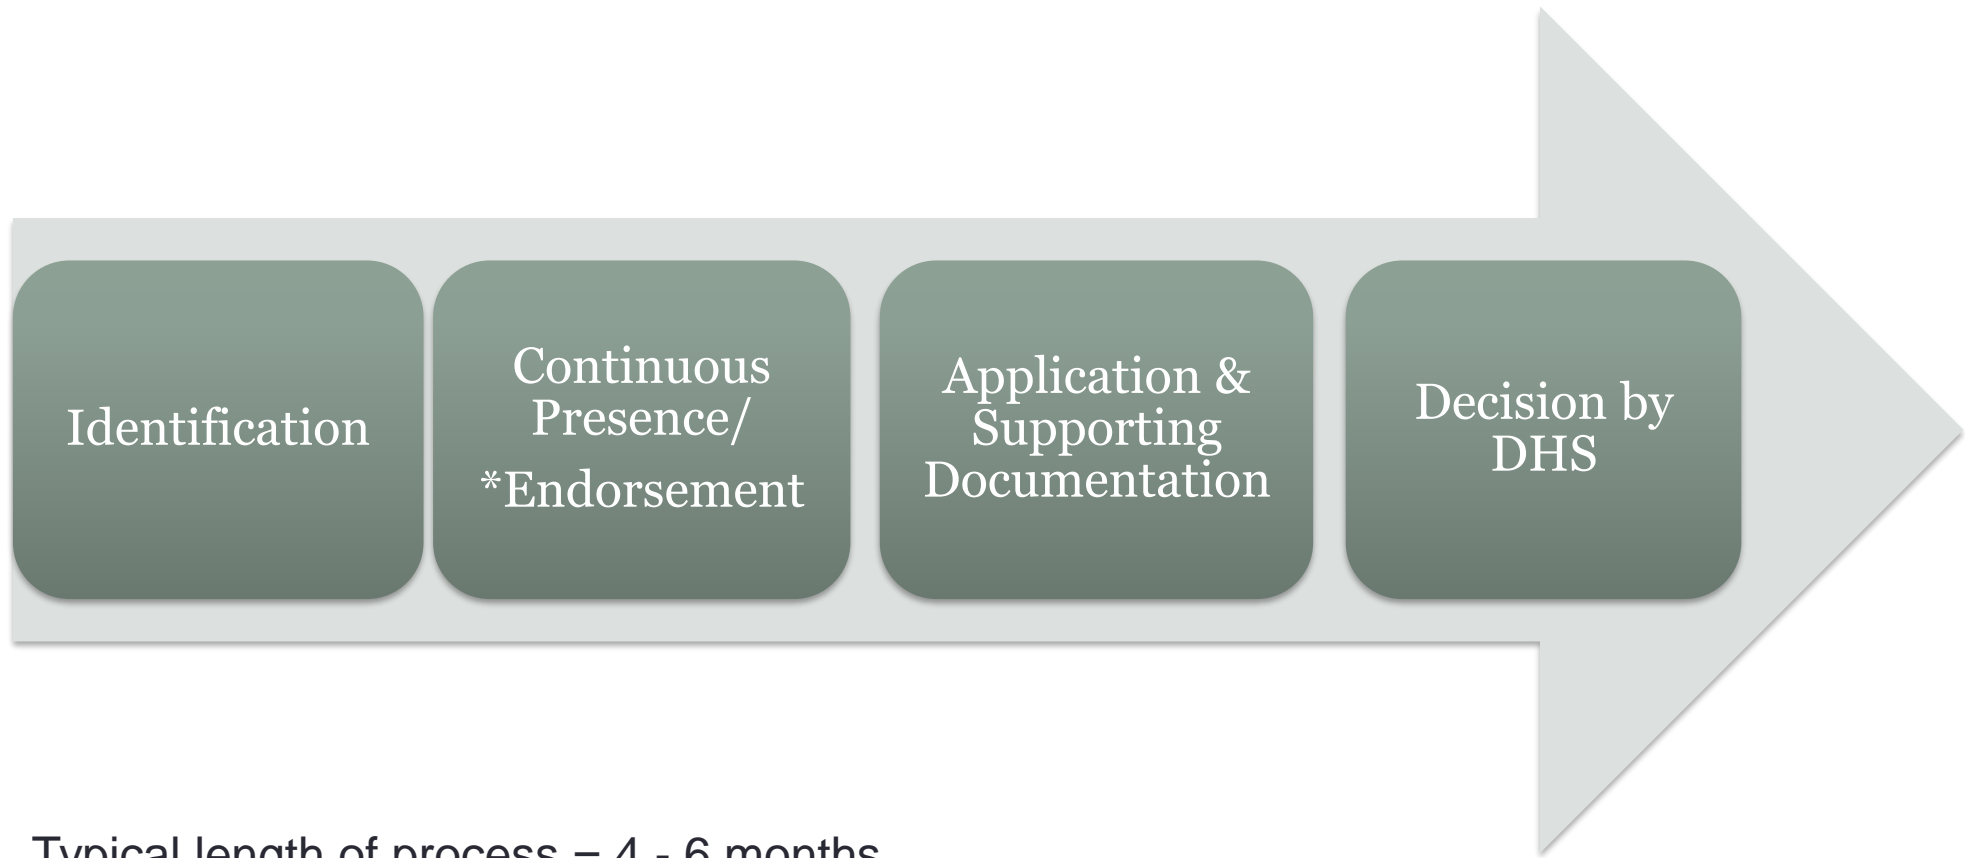 Identification
Continuous
Presence/
*Endorsement
Application &
Supporting
Documentation
Decision by
DHS
Typical length of process = 4 - 6 months